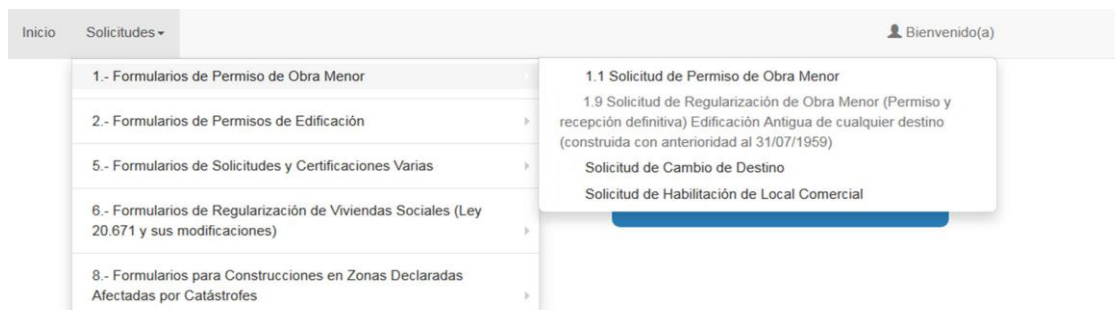 Inicio
Solicitudes
Bienvenido(a)
1.- Formularios de Permiso de Obra Menor
2.- Formularios de Permisos de Edificación
5.- Formularios de Solicitudes y Certificaciones Varias
6.- Formularios de Regularización de Viviendas Sociales (Ley
20.671 y sus modificaciones)
8.- Formularios para Construcciones en Zonas Declaradas
Afectadas por Catástrofes
1.1 Solicitud de Permiso de Obra Menor
1.9 Solicitud de Regularización de Obra Menor (Permiso y
recepción definitiva) Edificación Antigua de cualquier destino
(construida con anterioridad al 31/07/1959)
Solicitud de Cambio de Destino
Solicitud de Habilitación de Local Comercial